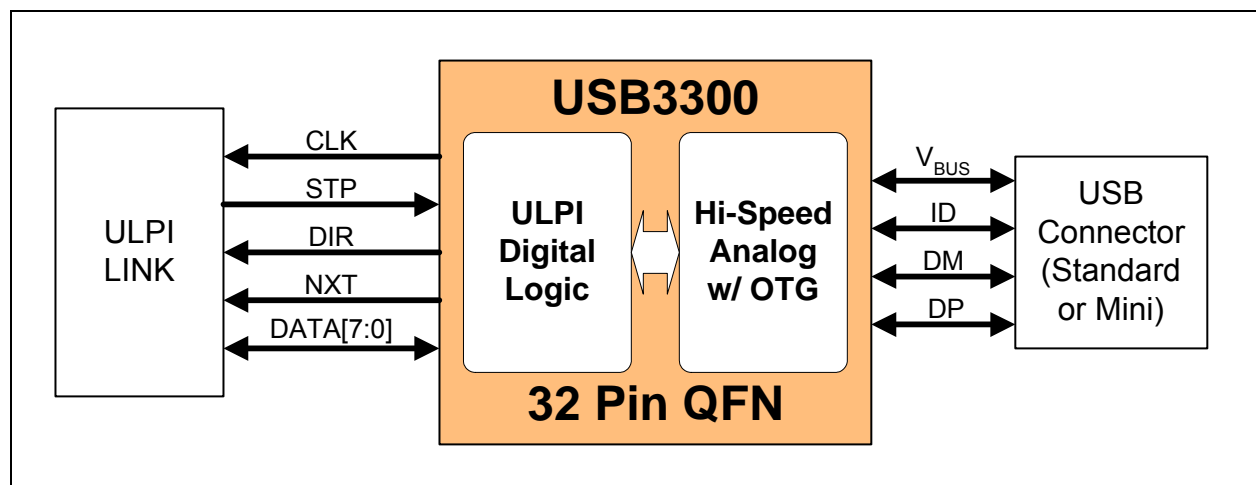 USB3300
ULPI
LINK
CLK
STP
DIR
NXT
DATA[7:0]
ULPI
Digital
Logic
Hi-Speed
Analog
w/ OTG
VBUS
ID
DM
DP
USB
Connector
(Standard
or Mini)
32 Pin QFN